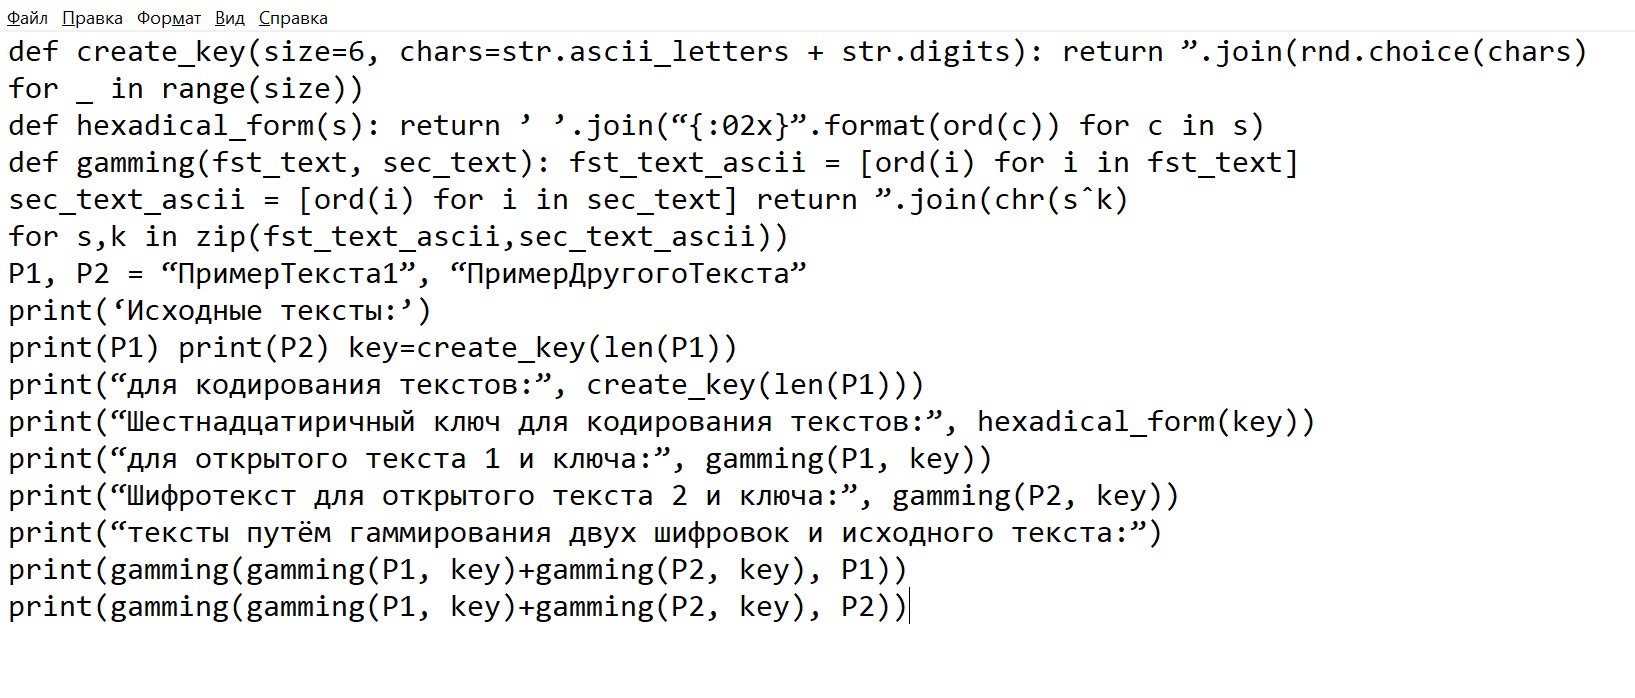 Файл Правка Формат Вид Справка
def create_key(size=6, chars=str.ascii_letters + str.digits): return ”.join(rnd.choice(chars)
for _ in range(size))
def hexadical_form(s): return ’ ’.join(“{:02x}”.format(ord(c)) for c in s)
def gamming(fst_text, sec_text): fst_text_ascii = [ord(i) for i in fst_text]
sec_text_ascii = [ord(i) for i in sec_text] return ”.join(chr(sˆk)
for s,k in zip(fst_text_ascii,sec_text_ascii))
P1, P2 = “ПримерТекста1”, “ПримерДругогоТекста”
print(‘Исходные тексты:’)
print(P1) print(P2) key=create_key(len(P1))
print(“для кодирования текстов:”, create_key(len(P1)))
print(“Шестнадцатиричный ключ для кодирования текстов:”, hexadical_form(key))
print(“для открытого текста 1 и ключа:”, gamming(P1, key))
print(“Шифротекст для открытого текста 2 и ключа:”, gamming(P2, key))
print(“тексты путём гаммирования двух шифровок и исходного текста:”)
print(gamming(gamming(P1, key)+gamming(P2, key), P1))
print(gamming(gamming(P1, key)+gamming(P2, key), P2))